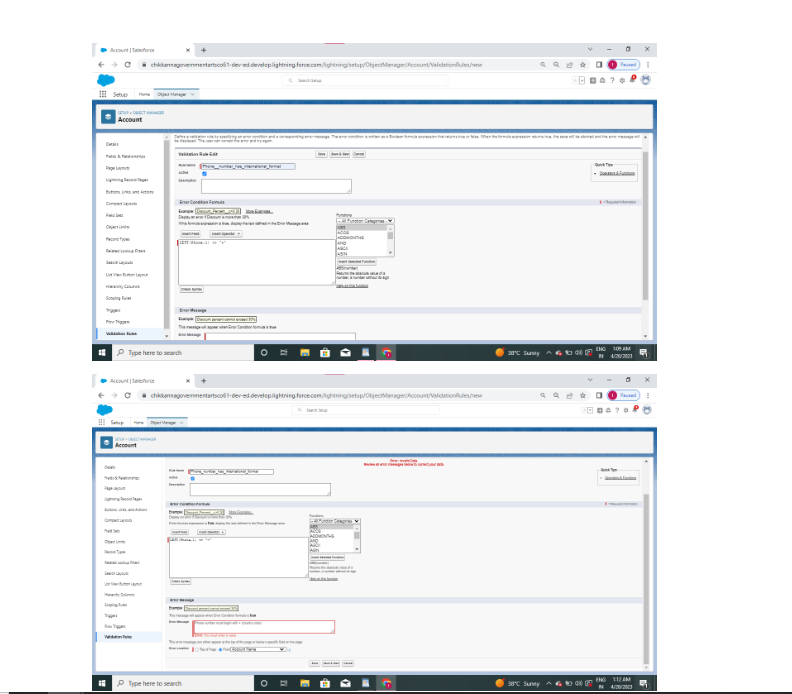 Account | Salesforce
chikkannagovernmentartsco61-dev-ed.develop.lightning.force.com/lightning/setup/ObjectManager/Account/ValidationRules/new
Paused
Search Setup
Setup Home Object Manager
SETUP > OBJECT MANAGER
Account
Details
Fields & Relationships
Page Layouts
Lightning Record Pages
Buttons, Links, and Actions
Compact Layouts
Field Sets
Object Limits
Record Types
Related Lookup Filters
Search Layouts
List View Button Layout
Hierarchy Columns
Scoping Rules
Triggers
Flow Triggers
Validation Rules
Define a validation rule by specifying an error condition and a corresponding error message. The error condition is written as a Boolean formula expression that returns true or false. When the formula expression returns true, the save will be aborted and the error message will be
displayed. The user can correct the error and try again.
Validation Rule Edit Save Save & New Cancel
Rule Name Phone__number_has_international_format
Active
Description
Quick Tips
Operators & Functions
Error Condition Formula = Required Information
Example: Discount_Percent__c>0.30 More Examples...
Display an error if Discount is more than 30%
If this formula expression is true, display the text defined in the Error Message area
Insert Field Insert Operator
LEFT(Phone,1) <> "+"
Functions
-- All Function Categories --
ABS
ACOS
ADDMONTHS
AND
ASCII
ASIN
Insert Selected Function
ABS(number)
Returns the absolute value of a
number, a number without its sign
Help on this function
Check Syntax
Error Message
Example: Discount percent cannot exceed 30%
This message will appear when Error Condition formula is true
Error Message
Type here to search
38°C Sunny
ENG
IN
1:09 AM
4/20/2023
Account | Salesforce
chikkannagovernmentartsco61-dev-ed.develop.lightning.force.com/lightning/setup/ObjectManager/Account/ValidationRules/new
Paused
Search Setup
Setup Home Object Manager
SETUP > OBJECT MANAGER
Account
Details
Fields & Relationships
Page Layouts
Lightning Record Pages
Buttons, Links, and Actions
Compact Layouts
Field Sets
Object Limits
Record Types
Related Lookup Filters
Search Layouts
List View Button Layout
Hierarchy Columns
Scoping Rules
Triggers
Flow Triggers
Validation Rules
Error: Invalid Data.
Review all error messages below to correct your data.
Rule Name Phone_number_has_international_format
Active
Description
Quick Tips
Operators & Functions
Error Condition Formula = Required Information
Example: Discount_Percent__c>0.30 More Examples...
Display an error if Discount is more than 30%
If this formula expression is true, display the text defined in the Error Message area
Insert Field Insert Operator
LEFT(Phone,1) <> "+"
Functions
-- All Function Categories --
ABS
ACOS
ADDMONTHS
AND
ASCII
ASIN
Insert Selected Function
ABS(number)
Returns the absolute value of a
number, a number without its sign
Help on this function
Check Syntax
Error Message
Example: Discount percent cannot exceed 30%
This message will appear when Error Condition formula is true
Error Message Phone number must begin with + (country code)
Error: You must enter a value
This error message can either appear at the top of the page or below a specific field on the page
Error Location Top of Page Field Account Name
Save Save & New Cancel
Type here to search
38°C Sunny
ENG
IN
1:12 AM
4/20/2023